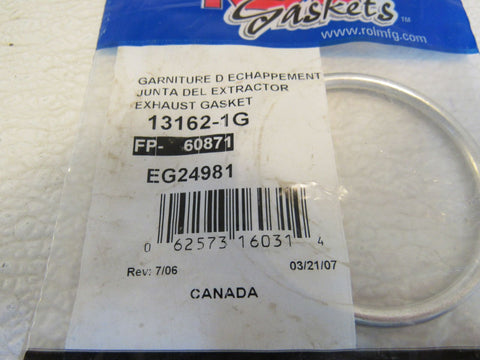 Gaskets™
www.rolmfg.com
GARNITURE D ECHAPPEMENT
JUNTA DEL EXTRACTOR
EXHAUST GASKET
13162-1G
FP- 60871
EG24981
0 62573 16031 4
Rev: 7/06 03/21/07
CANADA